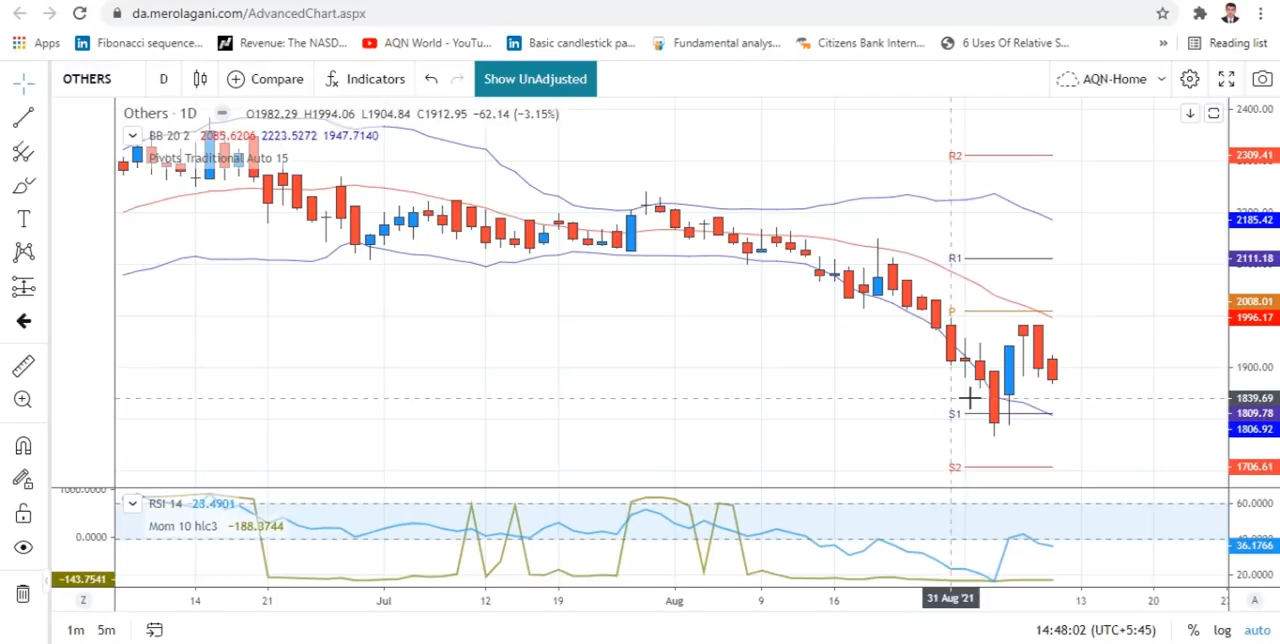 da.merolagani.com/AdvancedChart.aspx
Apps Fibonacci sequence... Revenue: The NASD... AQN World - YouTu... Basic candlestick pa... Fundamental analys... Citizens Bank Intern... 6 Uses Of Relative S... » Reading list
OTHERS D Compare Indicators Show UnAdjusted AQN-Home
Others · 1D O1982.29 H1994.06 L1904.84 C1912.95 −62.14 (−3.15%)
BB 20 2 2085.6206 2223.5272 1947.7140
Pivots Traditional Auto 15
2400.00
R2 2309.41
2185.42
R1 2111.18
2008.01
P
1996.17
1900.00
1839.69
S1 1809.78
1806.92
S2 1706.61
RSI 14 23.4901 60.0000
Mom 10 hlc3 −188.3744
0.0000
36.1766
20.0000
−143.7541
Z 14 21 Jul 12 19 Aug 9 16 31 Aug '21 13 20 A
1m 5m 14:48:02 (UTC+5:45) % log auto